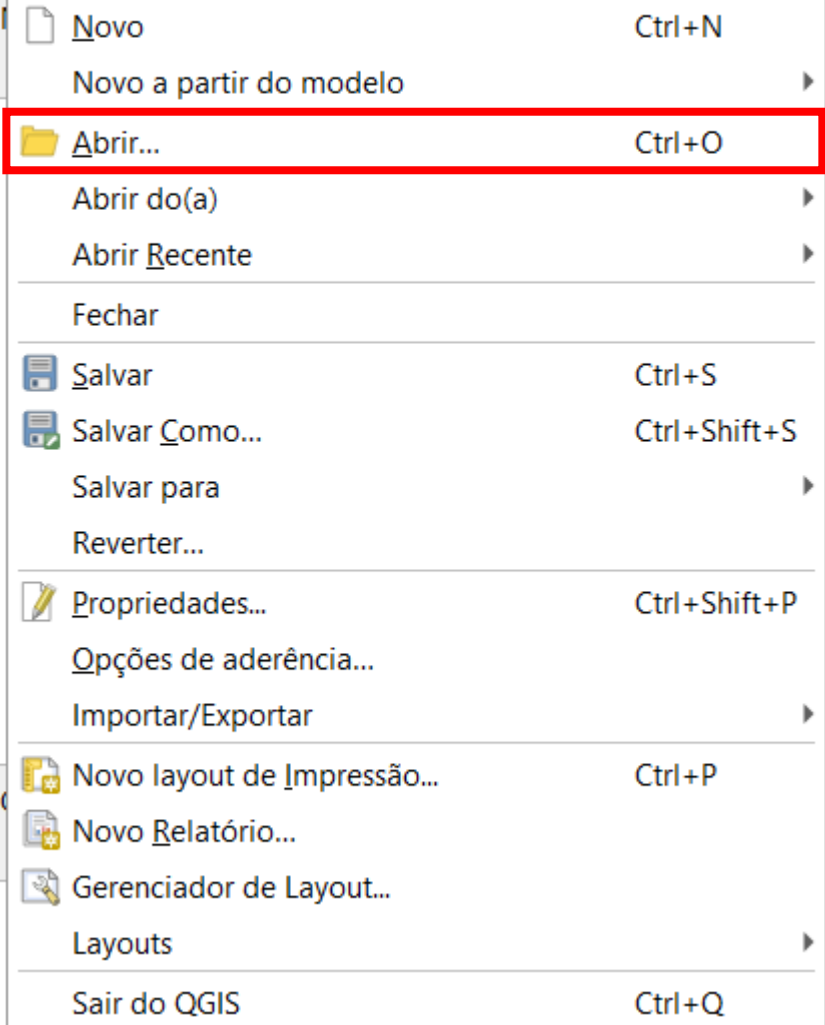 Novo Ctrl+N
Novo a partir do modelo
Abrir... Ctrl+O
Abrir do(a)
Abrir Recente
Fechar
Salvar Ctrl+S
Salvar Como... Ctrl+Shift+S
Salvar para
Reverter...
Propriedades... Ctrl+Shift+P
Opções de aderência...
Importar/Exportar
Novo layout de Impressão... Ctrl+P
Novo Relatório...
Gerenciador de Layout...
Layouts
Sair do QGIS Ctrl+Q